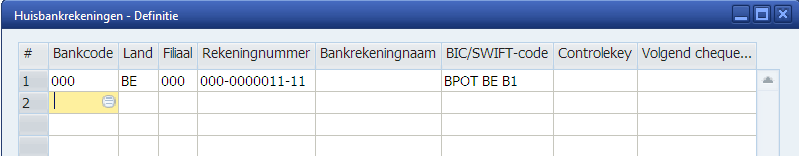 Huisbankrekeningen - Definitie
# Bankcode Land Filiaal Rekeningnummer Bankrekeningnaam BIC/SWIFT-code Controlekey Volgend cheque...
1 000 BE 000 000-0000011-11 BPOT BE B1
2